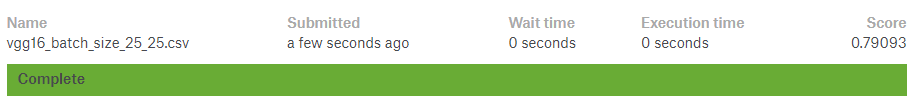 Name Submitted Wait time Execution time Score
vgg16_batch_size_25_25.csv a few seconds ago 0 seconds 0 seconds 0.79093
Complete